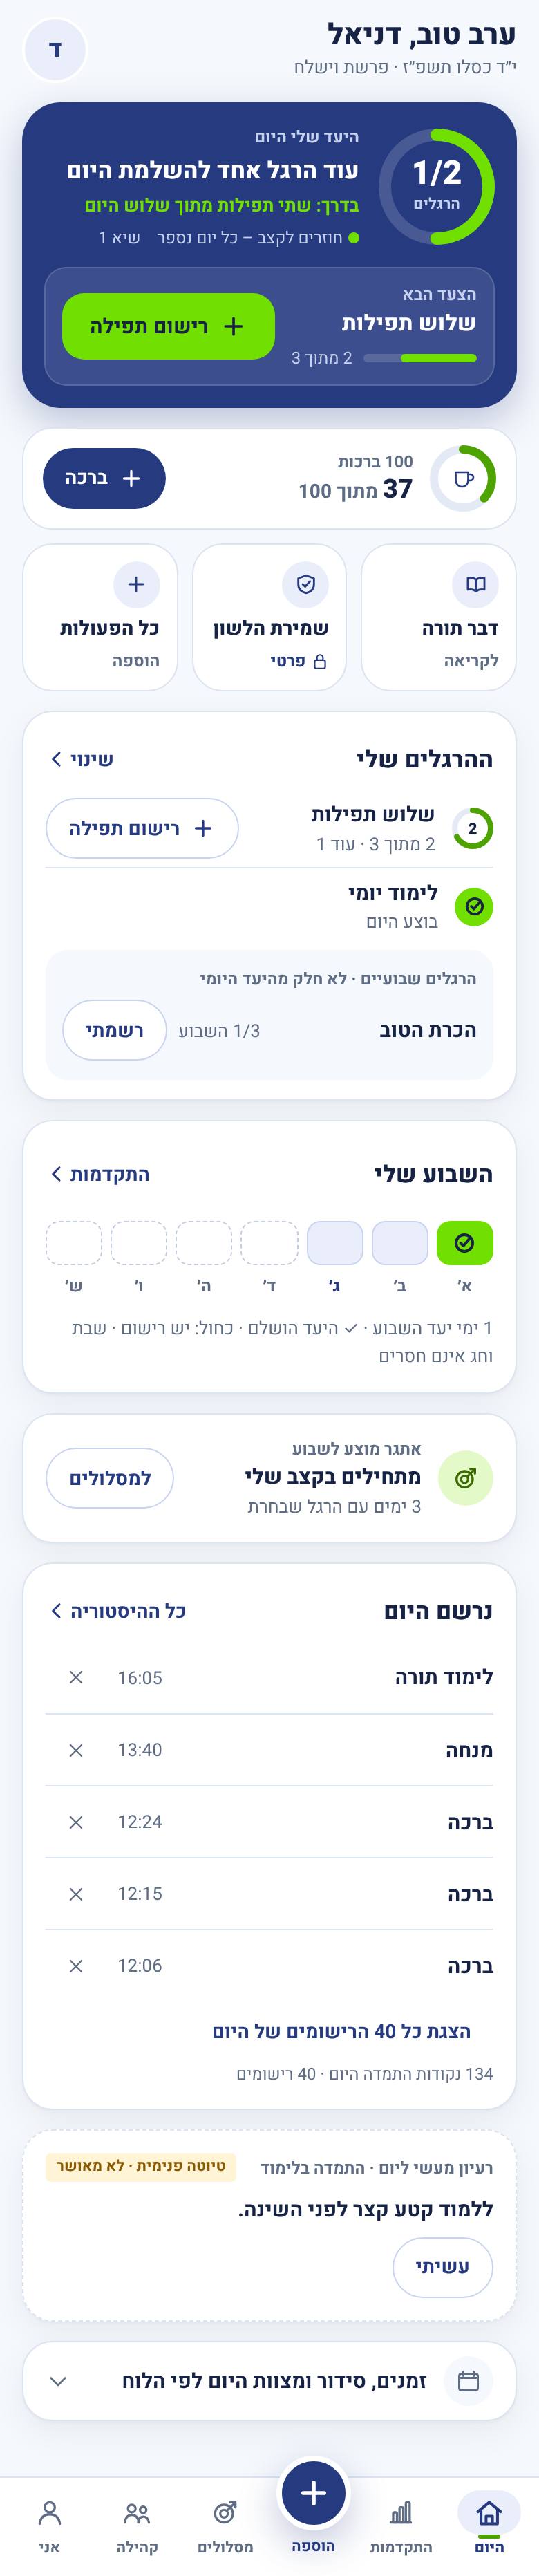 ערב טוב, דניאל
י״ד כסלו תשפ״ז · פרשת וישלח
ד
1/2
הרגלים
היעד שלי היום
עוד הרגל אחד להשלמת היום
בדרך: שתי תפילות מתוך שלוש היום
חוזרים לקצב – כל יום נספר
שיא 1
הצעד הבא
שלוש תפילות
2 מתוך 3
רישום תפילה
100 ברכות
37 מתוך 100
ברכה
דבר תורה
לקריאה
שמירת הלשון
פרטי
כל הפעולות
הוספה
ההרגלים שלי
שינוי
2
שלוש תפילות
2 מתוך 3 · עוד 1
רישום תפילה
לימוד יומי
בוצע היום
הרגלים שבועיים · לא חלק מהיעד היומי
הכרת הטוב
1/3 השבוע
רשמתי
השבוע שלי
התקדמות
א׳
ב׳
ג׳
ד׳
ה׳
ו׳
ש׳
1 ימי יעד השבוע · ✓ היעד הושלם · כחול: יש רישום · שבת
וחג אינם חסרים
אתגר מוצע לשבוע
מתחילים בקצב שלי
3 ימים עם הרגל שבחרת
למסלולים
נרשם היום
כל ההיסטוריה
לימוד תורה
16:05
מנחה
13:40
ברכה
12:24
ברכה
12:15
ברכה
12:06
הצגת כל 40 הרישומים של היום
134 נקודות התמדה היום · 40 רישומים
רעיון מעשי ליום · התמדה בלימוד
טיוטה פנימית · לא מאושר
ללמוד קטע קצר לפני השינה.
עשיתי
זמנים, סידור ומצוות היום לפי הלוח
היום
התקדמות
הוספה
מסלולים
קהילה
אני